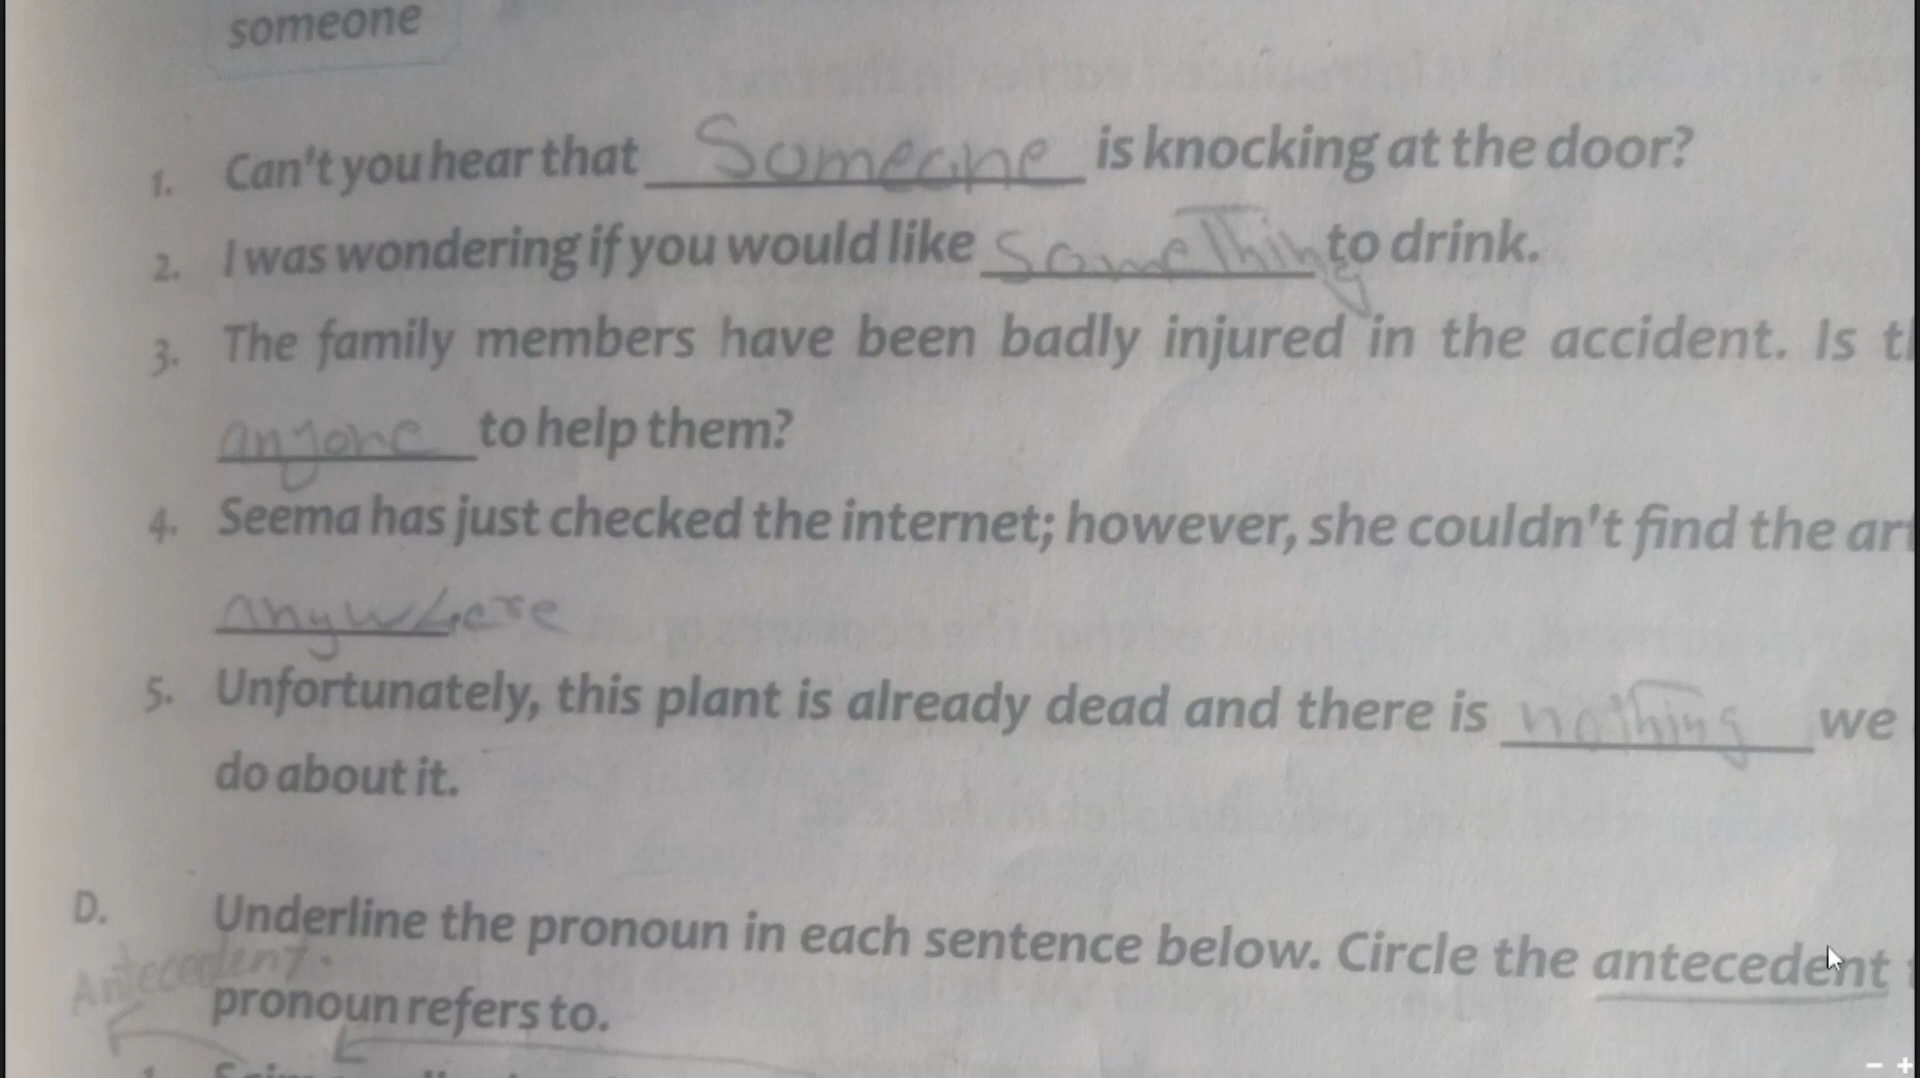 someone
1. Can't you hear that Someone is knocking at the door?
2. I was wondering if you would like something to drink.
3. The family members have been badly injured in the accident. Is
anyone to help them?
4. Seema has just checked the internet; however, she couldn't find the
anywhere
5. Unfortunately, this plant is already dead and there is nothing we
do about it.
D. Underline the pronoun in each sentence below. Circle the antecedent
Antecedent.
pronoun refers to.